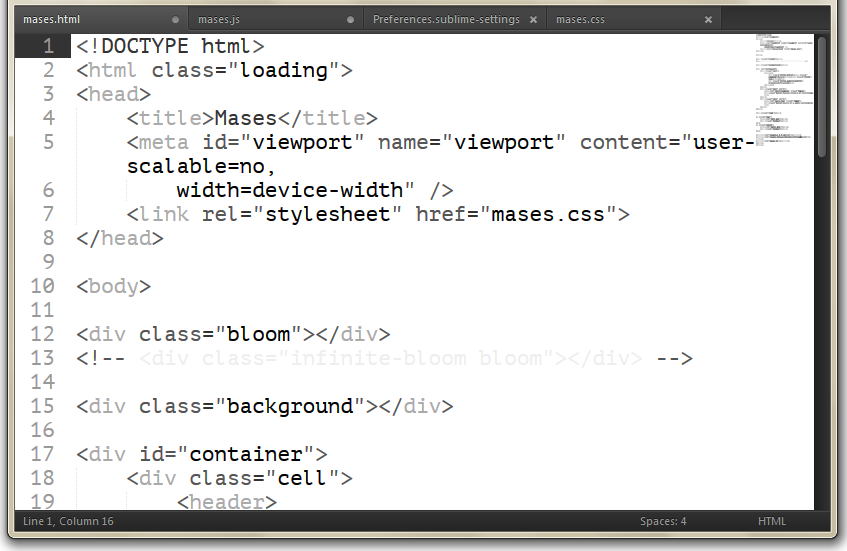 mases.html mases.js Preferences.sublime-settings mases.css
1 <!DOCTYPE html>
2 <html class="loading">
3 <head>
4 <title>Mases</title>
5 <meta id="viewport" name="viewport" content="user-
scalable=no,
6 width=device-width" />
7 <link rel="stylesheet" href="mases.css">
8 </head>
9
10 <body>
11
12 <div class="bloom"></div>
13 <!-- <div class="infinite-bloom bloom"></div> -->
14
15 <div class="background"></div>
16
17 <div id="container">
18 <div class="cell">
19 <header>
Line 1, Column 16 Spaces: 4 HTML